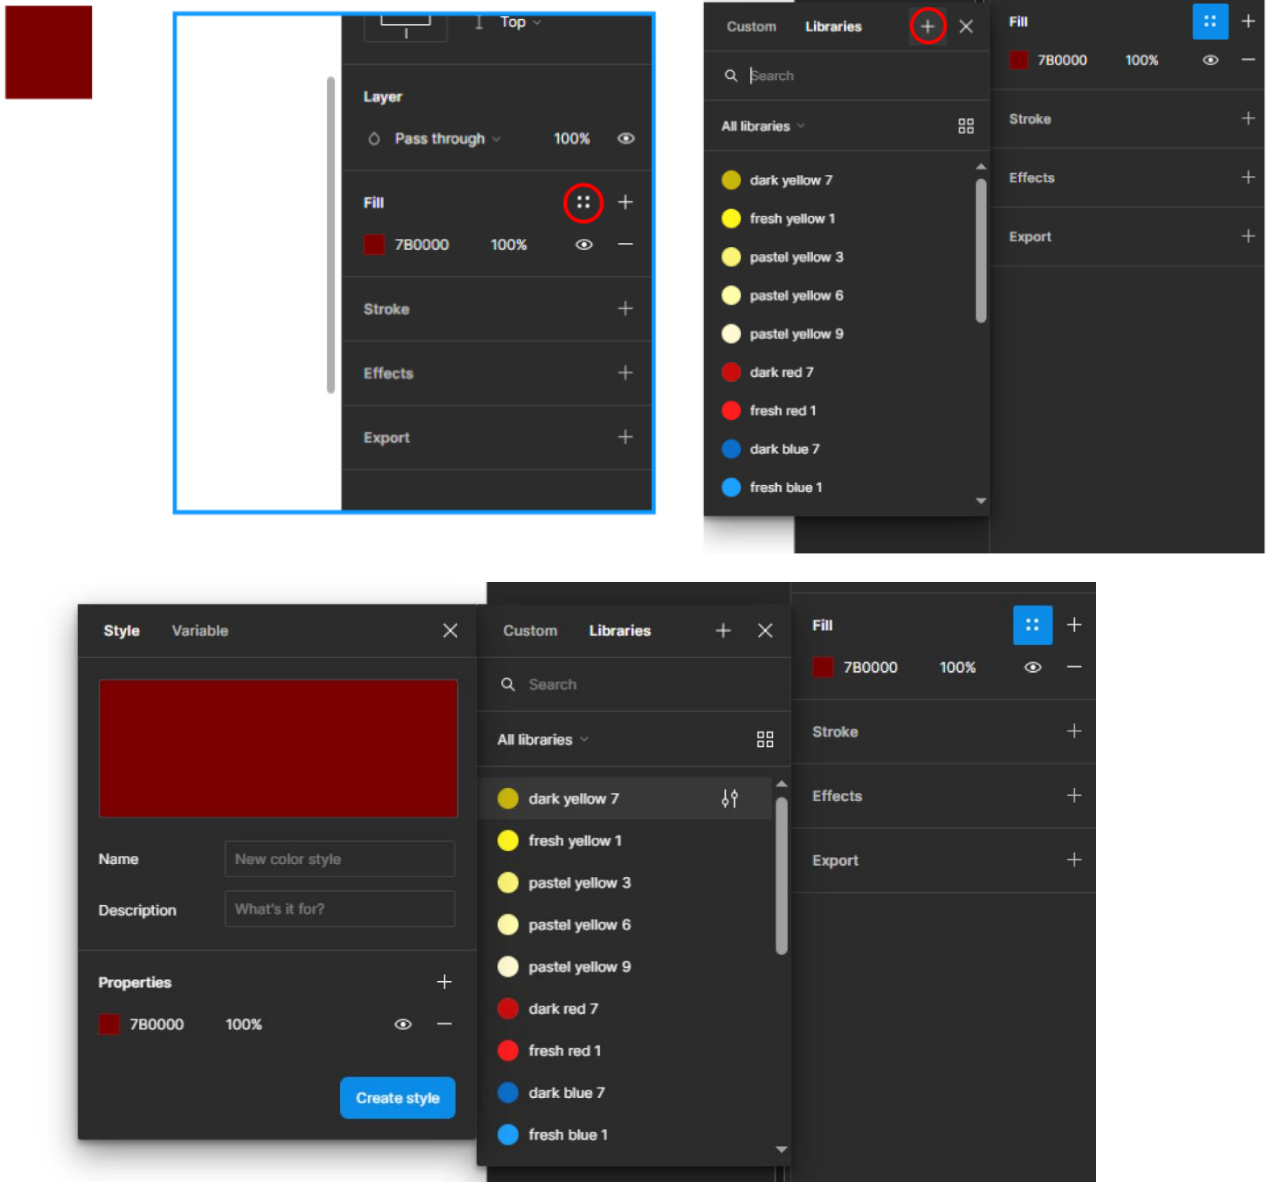 Top
Layer
Pass through 100%
Fill
7B0000 100%
Stroke
Effects
Export
Custom Libraries
Search
All libraries
dark yellow 7
fresh yellow 1
pastel yellow 3
pastel yellow 6
pastel yellow 9
dark red 7
fresh red 1
dark blue 7
fresh blue 1
Fill
7B0000 100%
Stroke
Effects
Export
Style Variable
Name New color style
Description What's it for?
Properties
7B0000 100%
Create style
Custom Libraries
Search
All libraries
dark yellow 7
fresh yellow 1
pastel yellow 3
pastel yellow 6
pastel yellow 9
dark red 7
fresh red 1
dark blue 7
fresh blue 1
Fill
7B0000 100%
Stroke
Effects
Export